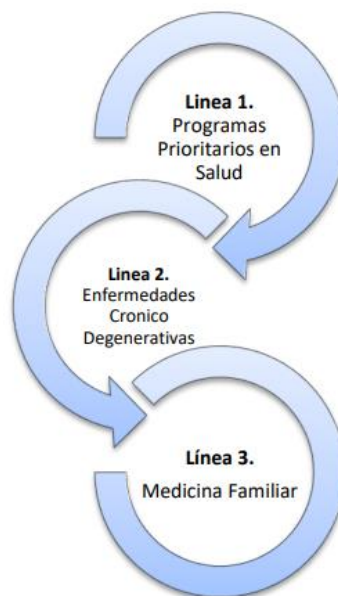 Linea 1.
Programas
Prioritarios en
Salud
Linea 2.
Enfermedades
Cronico
Degenerativas
Línea 3.
Medicina Familiar